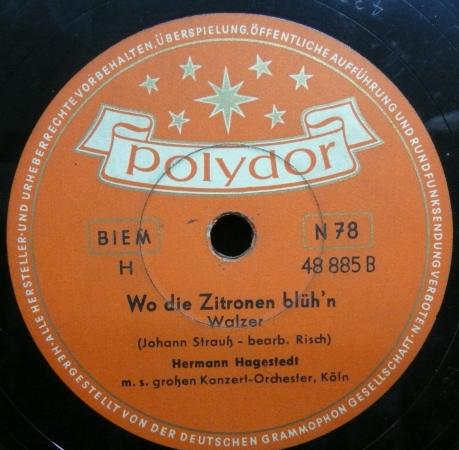 ALLE HERSTELLER-UND URHEBERRECHTE VORBEHALTEN, ÜBERSPIELUNG, ÖFFENTLICHE AUFFÜHRUNG UND RUNDFUNKSENDUNG VERBOTEN.
polydor
BIEM
N 78
H
48 885 B
Wo die Zitronen blüh'n
Walzer
(Johann Strauß - bearb. Risch)
Hermann Hagestedt
m. s. großen Konzert-Orchester, Köln
HERGESTELLT VON DER DEUTSCHEN GRAMMOPHON GESELLSCHAFT